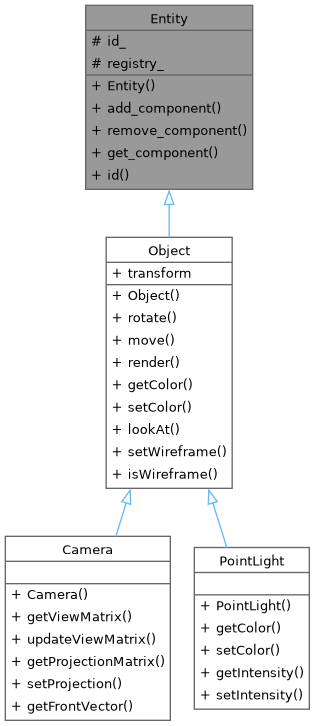 Entity
# id_
# registry_
+ Entity()
+ add_component()
+ remove_component()
+ get_component()
+ id()
Object
+ transform
+ Object()
+ rotate()
+ move()
+ render()
+ getColor()
+ setColor()
+ lookAt()
+ setWireframe()
+ isWireframe()
Camera
+ Camera()
+ getViewMatrix()
+ updateViewMatrix()
+ getProjectionMatrix()
+ setProjection()
+ getFrontVector()
PointLight
+ PointLight()
+ getColor()
+ setColor()
+ getIntensity()
+ setIntensity()